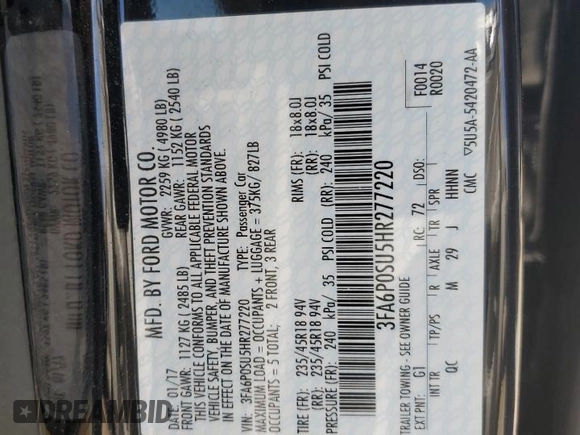 MFD. BY FORD MOTOR CO.
DATE: 01/17 GVWR: 2259 KG (4980 LB)
FRONT GAWR: 1127 KG (2485 LB) REAR GAWR: 1152 KG (2540 LB)
THIS VEHICLE CONFORMS TO ALL APPLICABLE FEDERAL MOTOR
VEHICLE SAFETY, BUMPER, AND THEFT PREVENTION STANDARDS
IN EFFECT ON THE DATE OF MANUFACTURE SHOWN ABOVE.
VIN: 3FA6P0SU5HR277220 TYPE: Passenger Car
MAXIMUM LOAD = OCCUPANTS + LUGGAGE = 375KG/ 827LB
OCCUPANTS = 5 TOTAL; 2 FRONT, 3 REAR
TIRE (FR): 235/45R18 94V RIMS (FR): 18x8.0J
(RR): 235/45R18 94V (RR): 18x8.0J
COLD (FR): 240 kPa/ 35 PSI COLD (RR): 240 kPa/ 35 PSI COLD
3FA6P0SU5HR277220
TRAILER TOWING - SEE OWNER GUIDE
F0014
R0020
EXT PNT: G1 RC: 72 DSO:
INT TR TP/PS R AXLE TR SPR
QC M 29 J HHNN
CMC ▽5U5A-5420472-AA
DREAMBID